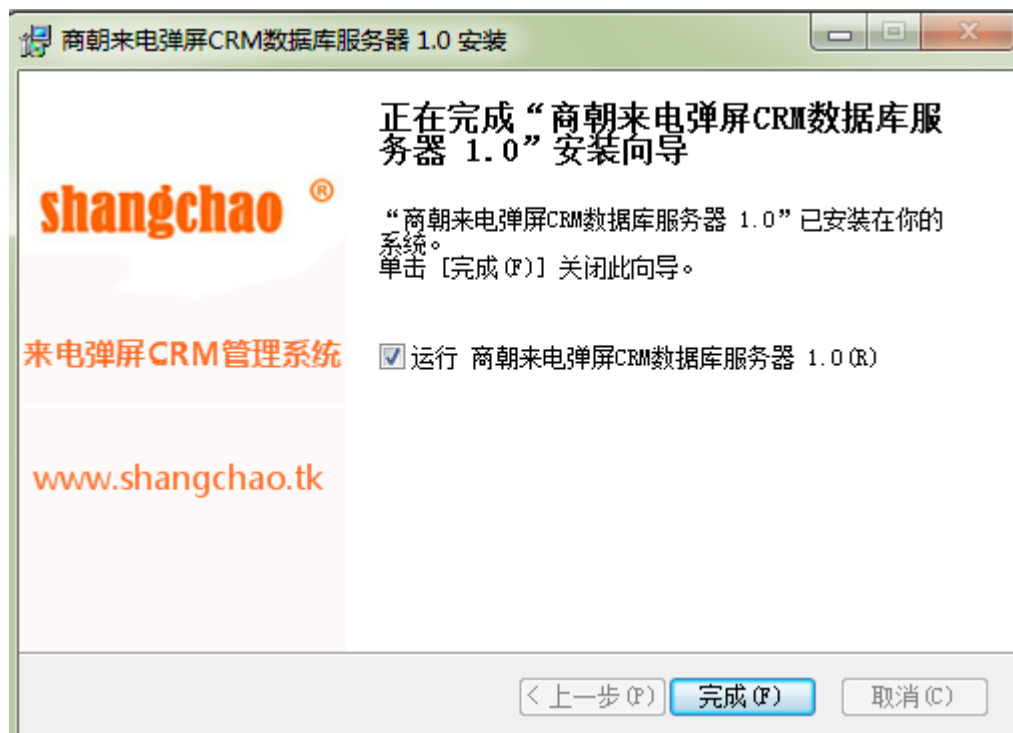 商朝来电弹屏CRM数据库服务器 1.0 安装
正在完成“商朝来电弹屏CRM数据库服
务器 1.0”安装向导
shangchao ®
“商朝来电弹屏CRM数据库服务器 1.0”已安装在你的
系统。
单击 [完成(F)] 关闭此向导。
来电弹屏CRM管理系统
运行 商朝来电弹屏CRM数据库服务器 1.0(R)
www.shangchao.tk
< 上一步(P)
完成(F)
取消(C)